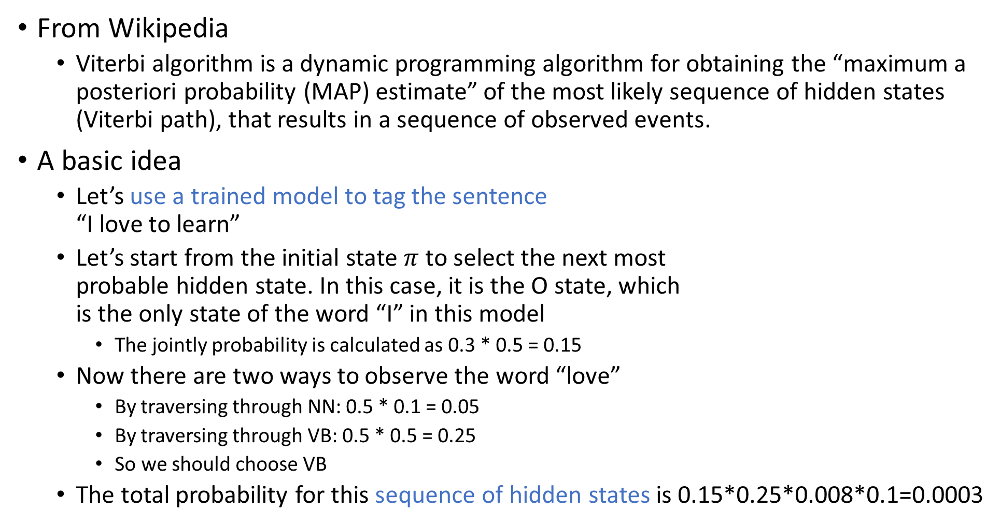 • From Wikipedia
• Viterbi algorithm is a dynamic programming algorithm for obtaining the “maximum a
posteriori probability (MAP) estimate” of the most likely sequence of hidden states
(Viterbi path), that results in a sequence of observed events.
• A basic idea
• Let’s use a trained model to tag the sentence
“I love to learn”
• Let’s start from the initial state 𝜋 to select the next most
probable hidden state. In this case, it is the O state, which
is the only state of the word “I” in this model
• The jointly probability is calculated as 0.3 * 0.5 = 0.15
• Now there are two ways to observe the word “love”
• By traversing through NN: 0.5 * 0.1 = 0.05
• By traversing through VB: 0.5 * 0.5 = 0.25
• So we should choose VB
• The total probability for this sequence of hidden states is 0.15*0.25*0.008*0.1=0.0003